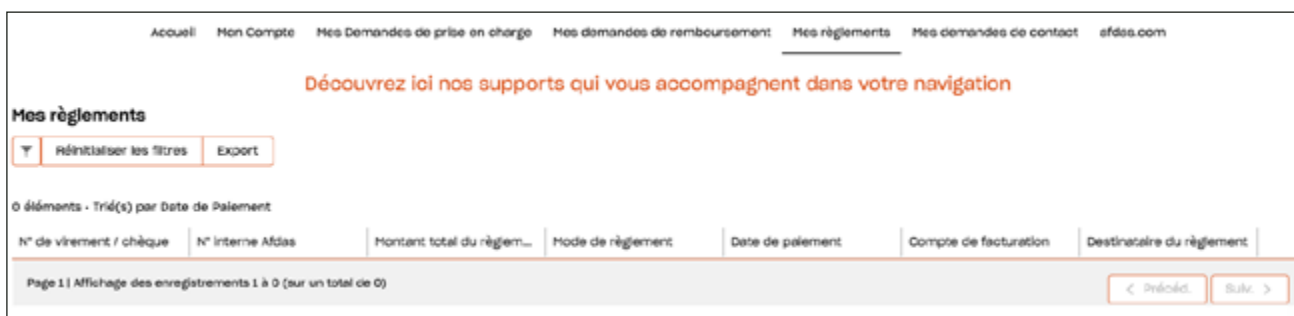 Accueil Mon Compte Mes Demandes de prise en charge Mes demandes de remboursement Mes règlements Mes demandes de contact afdas.com
Découvrez ici nos supports qui vous accompagnent dans votre navigation
Mes règlements
Réinitialiser les filtres Export
0 éléments - Trié(s) par Date de Paiement
N° de virement / chèque N° interne Afdas Montant total du règlem... Mode de règlement Date de paiement Compte de facturation Destinataire du règlement
Page 1 | Affichage des enregistrements 1 à 0 (sur un total de 0) < Précéd. Suiv. >